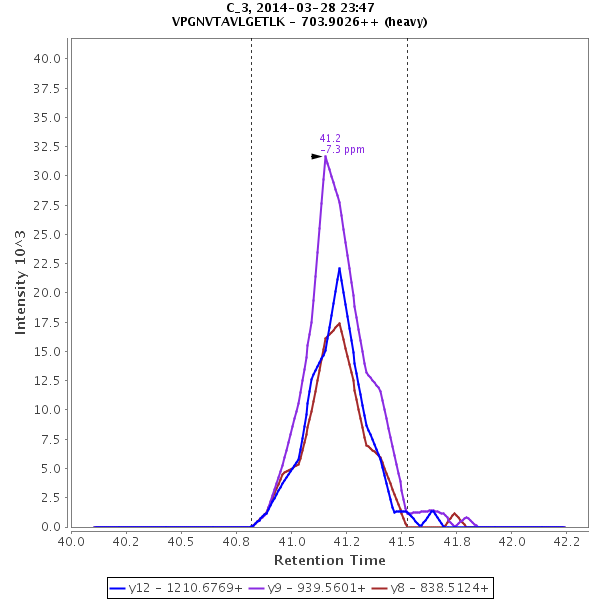 C_3, 2014-03-28 23:47
VPGNVTAVLGETLK - 703.9026++ (heavy)
Intensity 10^3
40.0
37.5
35.0
32.5
30.0
27.5
25.0
22.5
20.0
17.5
15.0
12.5
10.0
7.5
5.0
2.5
0.0
41.2
-7.3 ppm
40.0 40.2 40.5 40.8 41.0 41.2 41.5 41.8 42.0 42.2
Retention Time
y12 - 1210.6769+ y9 - 939.5601+ y8 - 838.5124+